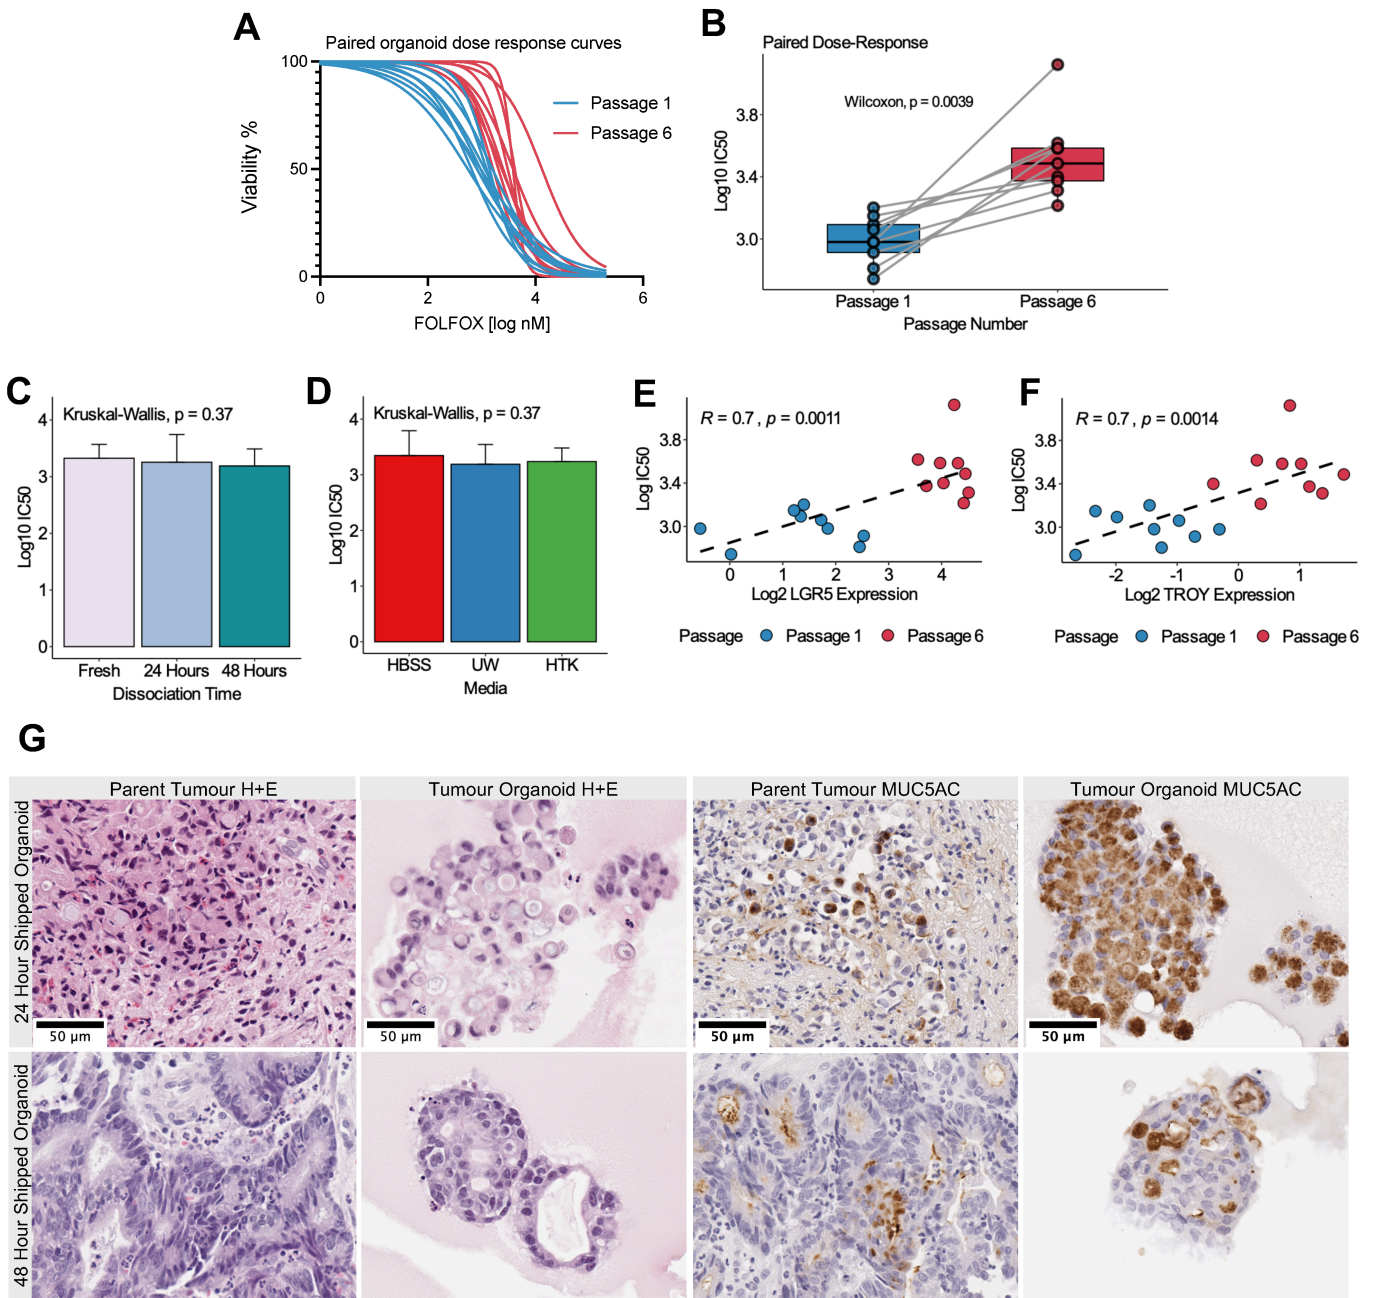 A
Paired organoid dose response curves
100
50
0
Viability %
Passage 1
Passage 6
0 2 4 6
FOLFOX [log nM]
B
Paired Dose-Response
Wilcoxon, p = 0.0039
3.8
3.4
3.0
Log10 IC50
Passage 1 Passage 6
Passage Number
C
Kruskal-Wallis, p = 0.37
4
3
2
1
0
Log10 IC50
Fresh 24 Hours 48 Hours
Dissociation Time
D
Kruskal-Wallis, p = 0.37
4
3
2
1
0
Log10 IC50
HBSS UW HTK
Media
E
R = 0.7 , p = 0.0011
3.8
3.4
3.0
Log IC50
0 1 2 3 4
Log2 LGR5 Expression
Passage Passage 1 Passage 6
F
R = 0.7 , p = 0.0014
3.8
3.4
3.0
Log IC50
-2 -1 0 1
Log2 TROY Expression
Passage Passage 1 Passage 6
G
Parent Tumour H+E Tumour Organoid H+E Parent Tumour MUC5AC Tumour Organoid MUC5AC
24 Hour Shipped Organoid
50 µm 50 µm 50 µm 50 µm
48 Hour Shipped Organoid